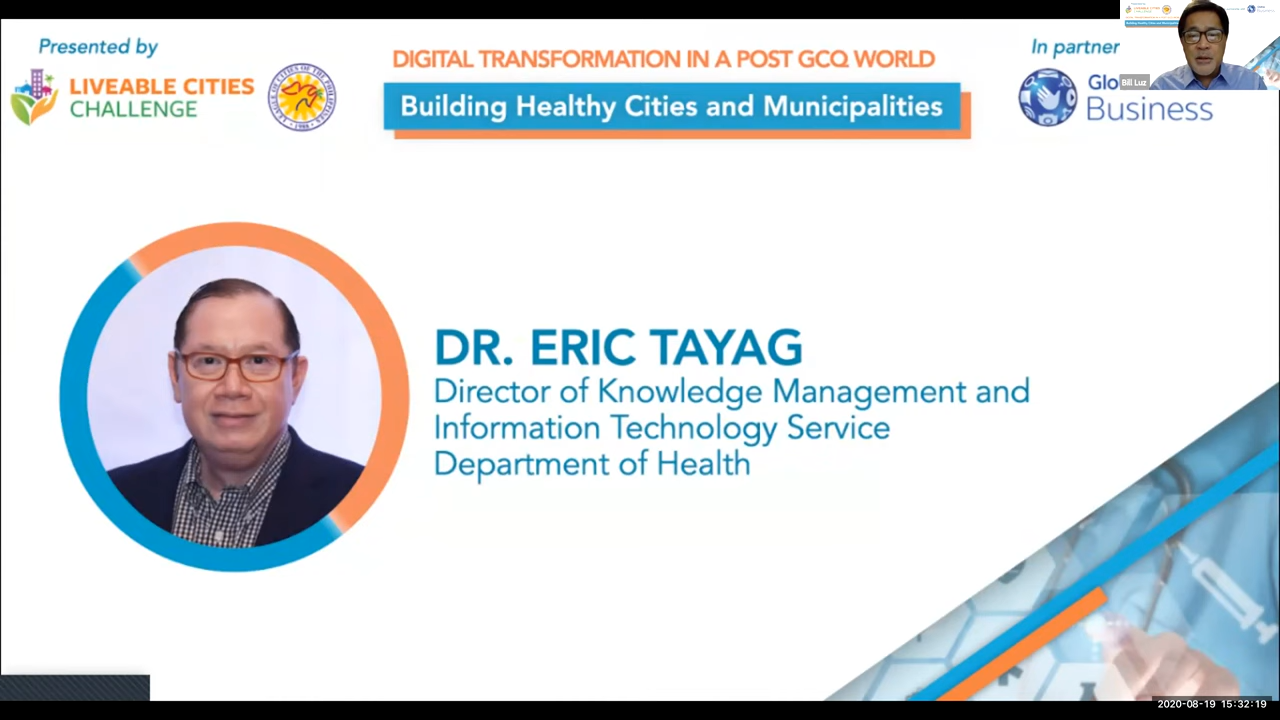 Presented by
LIVEABLE CITIES
CHALLENGE
DIGITAL TRANSFORMATION IN A POST GCQ WORLD
Building Healthy Cities and Municipalities
In partner
Glo
Business
Bill Luz
DR. ERIC TAYAG
Director of Knowledge Management and
Information Technology Service
Department of Health
2020-08-19 15:32:19